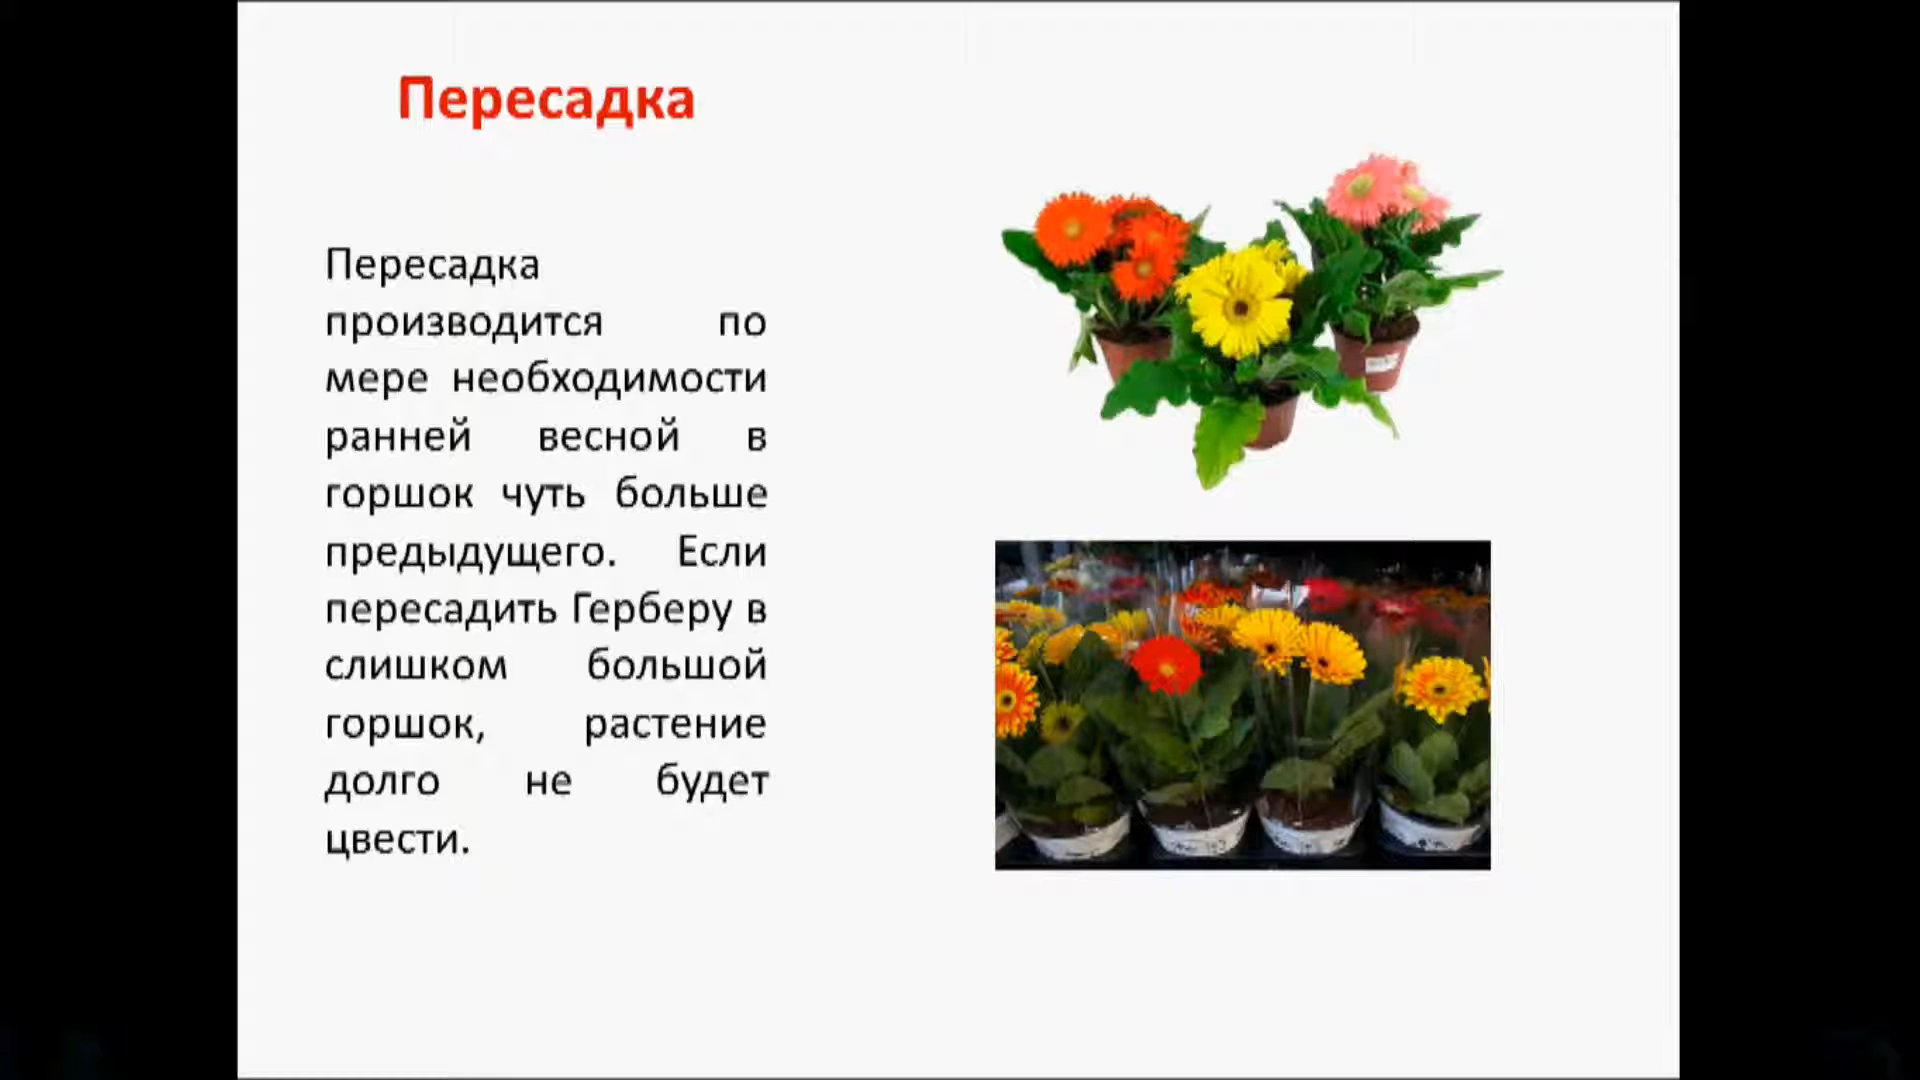 Пересадка
Пересадка
производится по
мере необходимости
ранней весной в
горшок чуть больше
предыдущего. Если
пересадить Герберу в
слишком большой
горшок, растение
долго не будет
цвести.